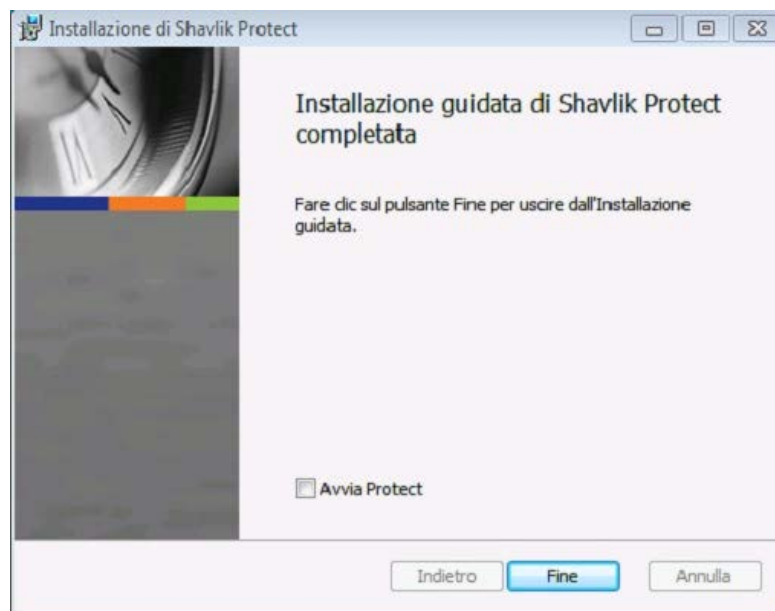 Installazione di Shavlik Protect
Installazione guidata di Shavlik Protect
completata
Fare clic sul pulsante Fine per uscire dall'Installazione
guidata.
Avvia Protect
Indietro
Fine
Annulla